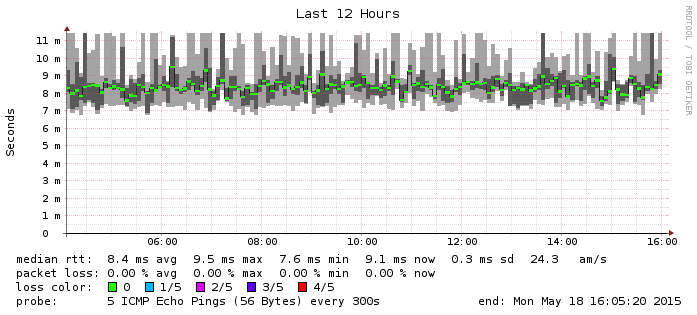 Last 12 Hours
RRDTOOL / TOBI OETIKER
Seconds
11 m
10 m
9 m
8 m
7 m
6 m
5 m
4 m
3 m
2 m
1 m
0
06:00 08:00 10:00 12:00 14:00 16:00
median rtt: 8.4 ms avg 9.5 ms max 7.6 ms min 9.1 ms now 0.3 ms sd 24.3 am/s
packet loss: 0.00 % avg 0.00 % max 0.00 % min 0.00 % now
loss color: 0 1/5 2/5 3/5 4/5
probe: 5 ICMP Echo Pings (56 Bytes) every 300s end: Mon May 18 16:05:20 2015